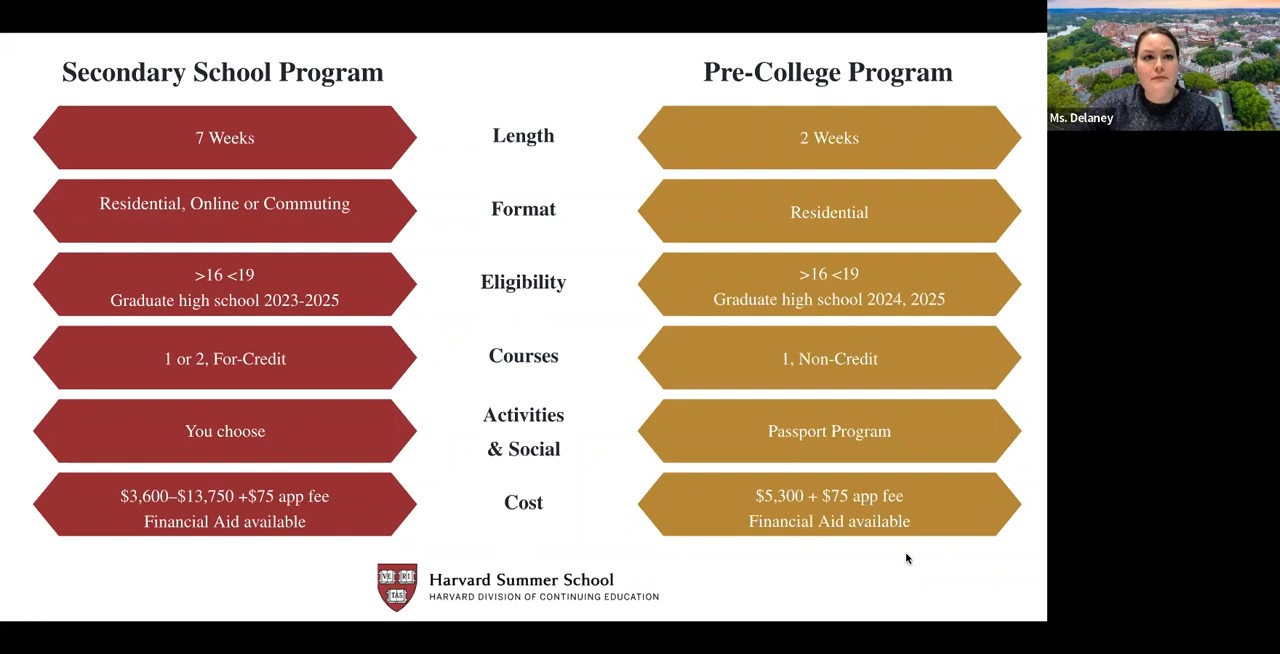 Secondary School Program
Pre-College Program
7 Weeks
Length
2 Weeks
Residential, Online or Commuting
Format
Residential
>16 <19
Graduate high school 2023-2025
Eligibility
>16 <19
Graduate high school 2024, 2025
1 or 2, For-Credit
Courses
1, Non-Credit
You choose
Activities
& Social
Passport Program
$3,600–$13,750 +$75 app fee
Financial Aid available
Cost
$5,300 + $75 app fee
Financial Aid available
VE RI
TAS
Harvard Summer School
HARVARD DIVISION OF CONTINUING EDUCATION
Ms. Delaney